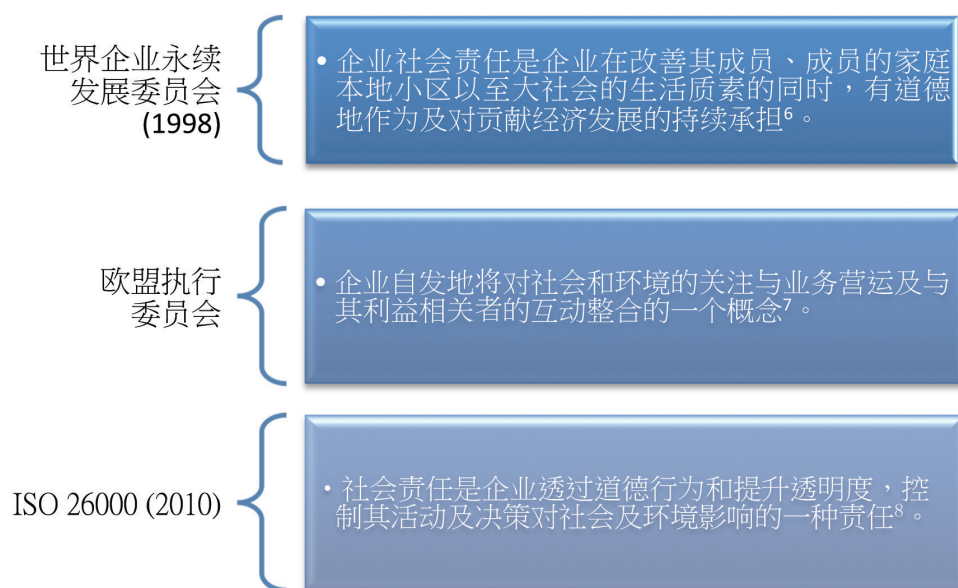 世界企业永续
发展委员会
(1998)
• 企业社会责任是企业在改善其成员、成员的家庭
本地小区以至大社会的生活质素的同时，有道德
地作为及对贡献经济发展的持续承担⁶。
欧盟执行
委员会
• 企业自发地将对社会和环境的关注与业务营运及与
其利益相关者的互动整合的一个概念⁷。
ISO 26000 (2010)
• 社会责任是企业透过道德行为和提升透明度，控
制其活动及决策对社会及环境影响的一种责任⁸。